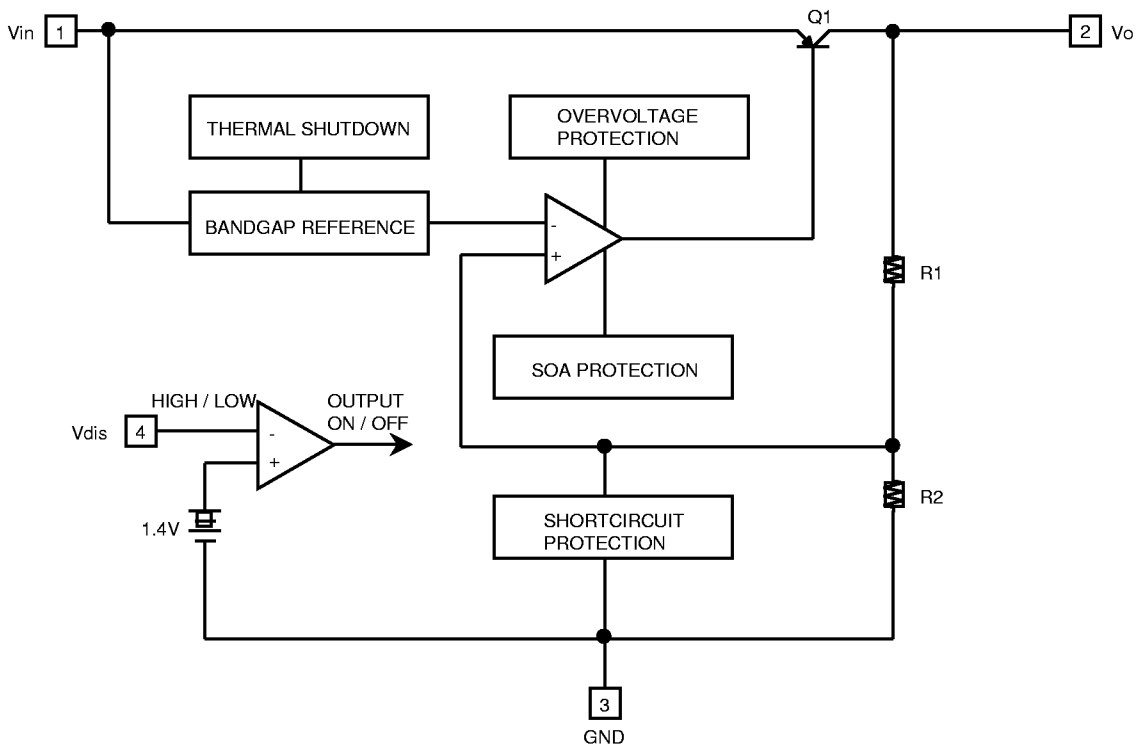 Q1
Vin 1
2 Vo
THERMAL SHUTDOWN
OVERVOLTAGE
PROTECTION
BANDGAP REFERENCE
-
+
R1
SOA PROTECTION
HIGH / LOW
OUTPUT
ON / OFF
Vdis 4
-
+
1.4V
R2
SHORTCIRCUIT
PROTECTION
3
GND